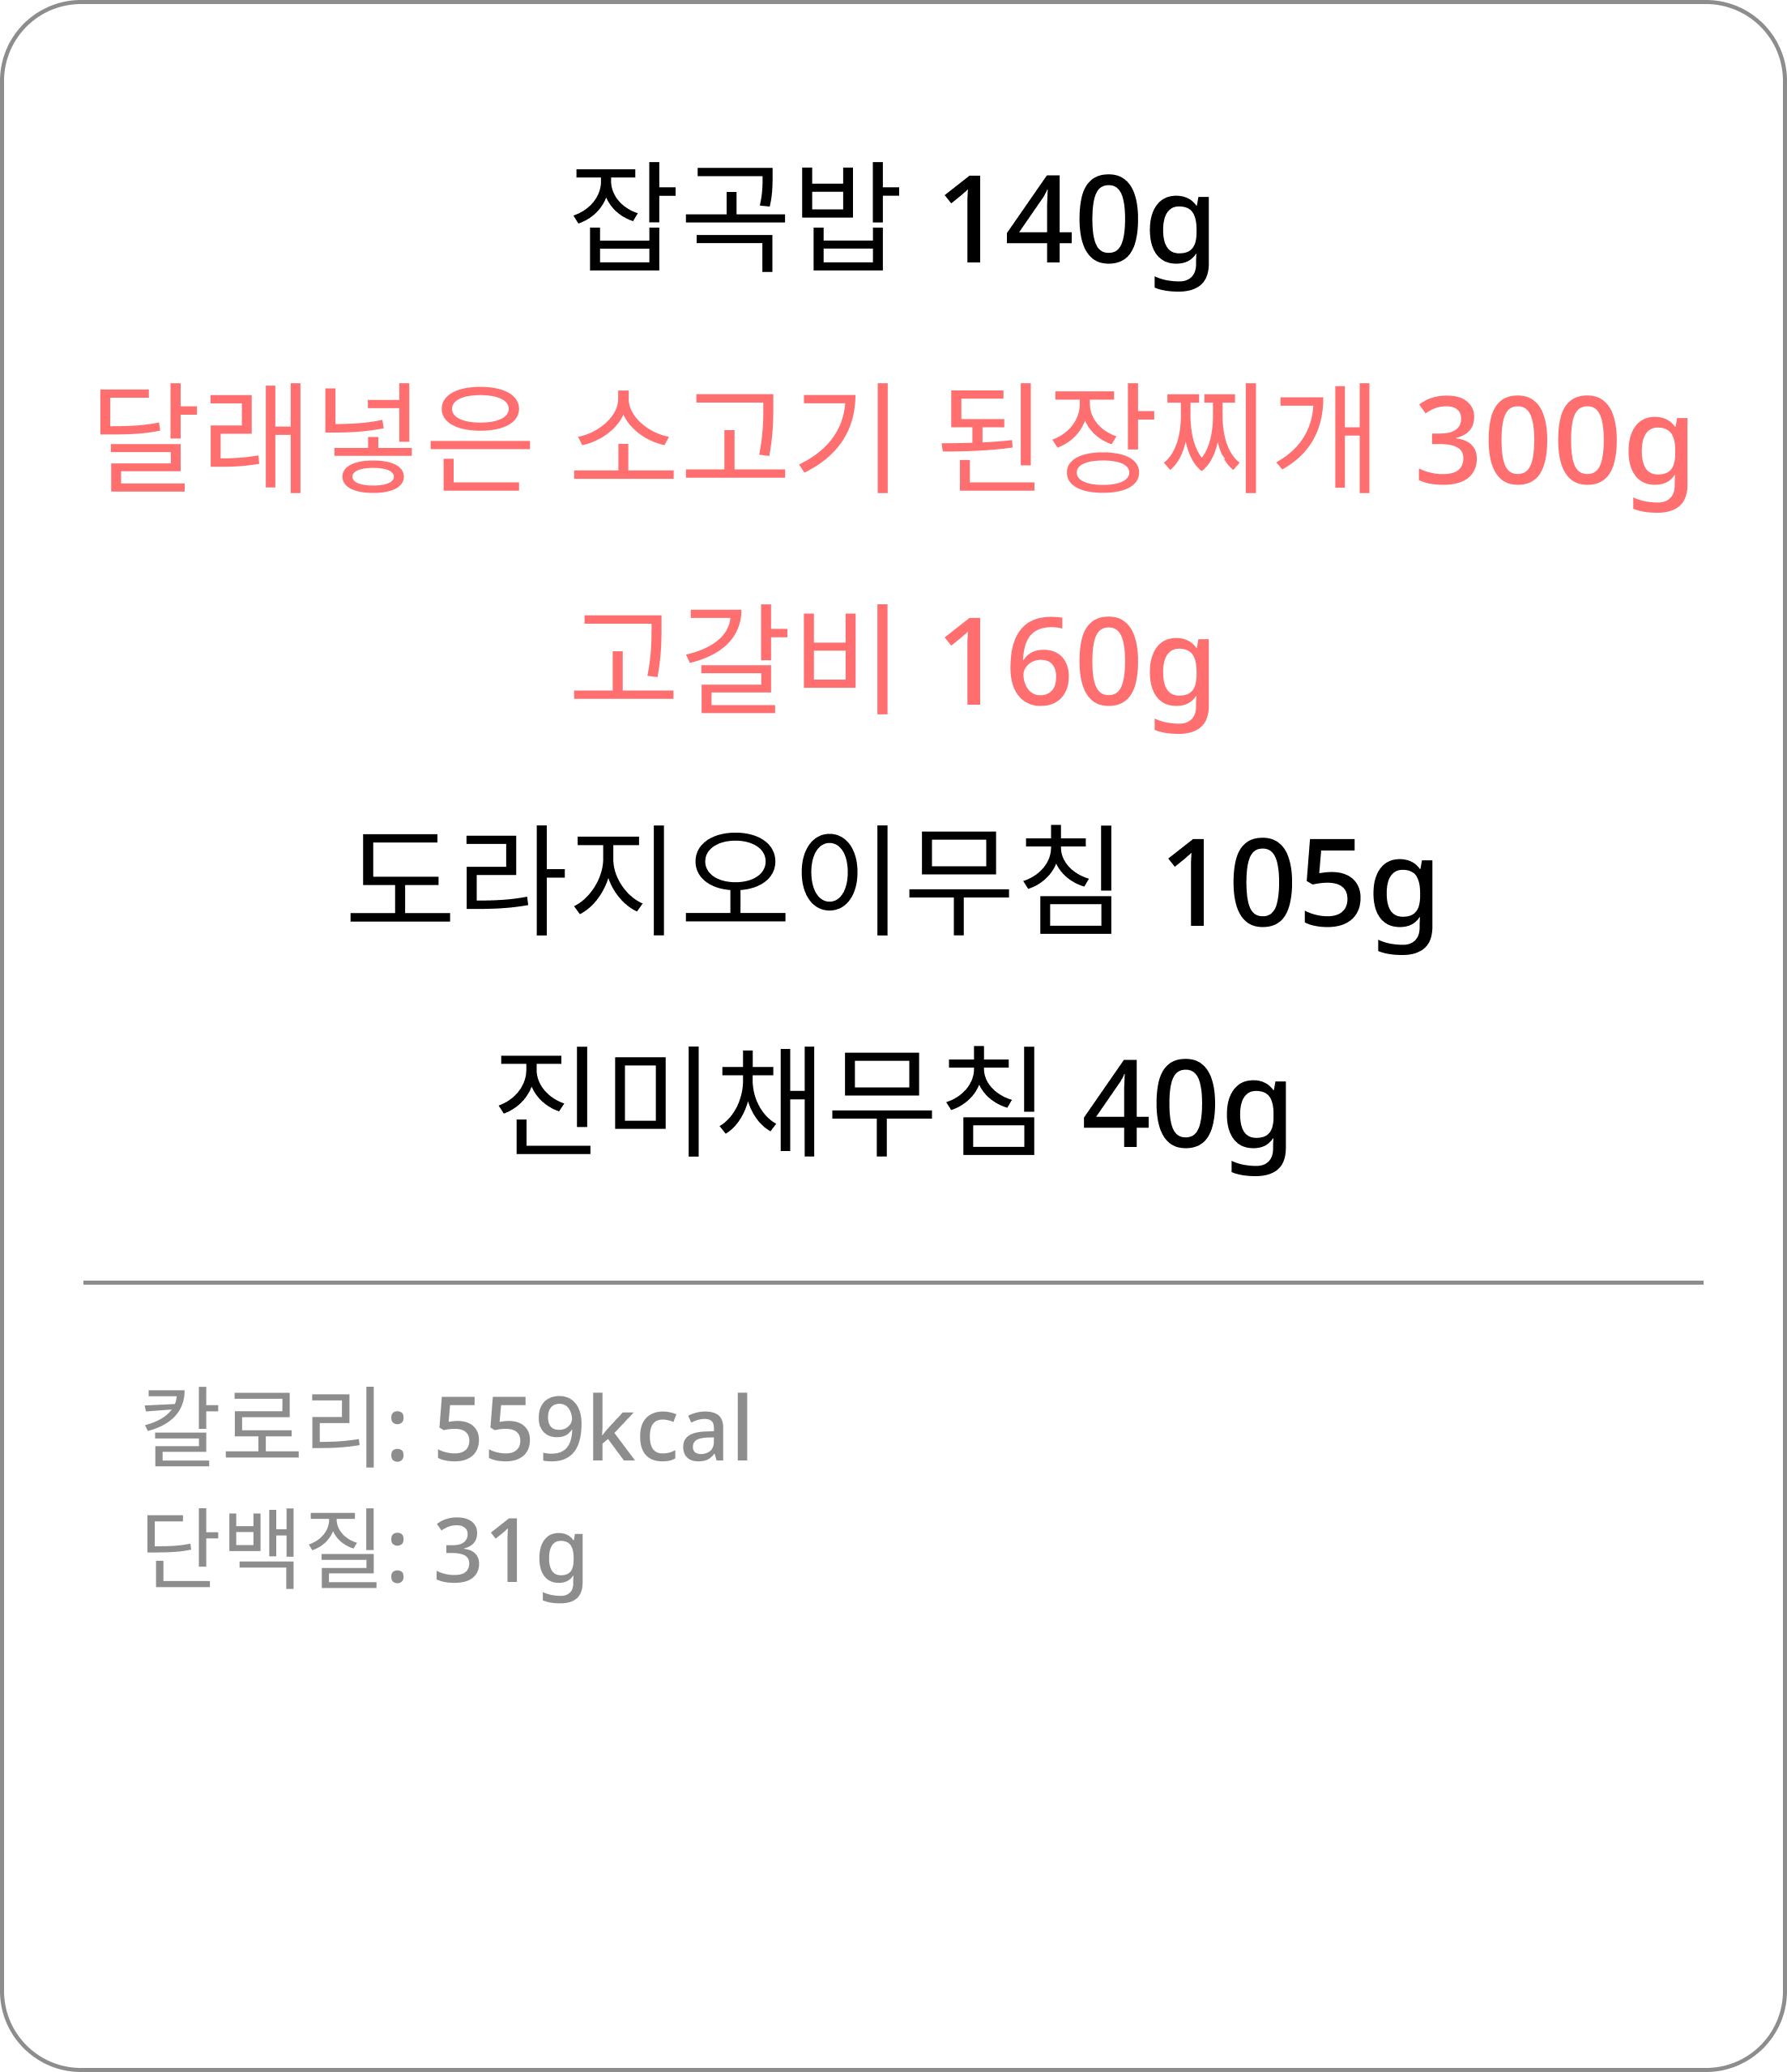 잡곡밥 140g
달래넣은 소고기 된장찌개 300g
고갈비 160g
도라지오이무침 105g
진미채무침 40g
칼로리: 559kcal
단백질: 31g